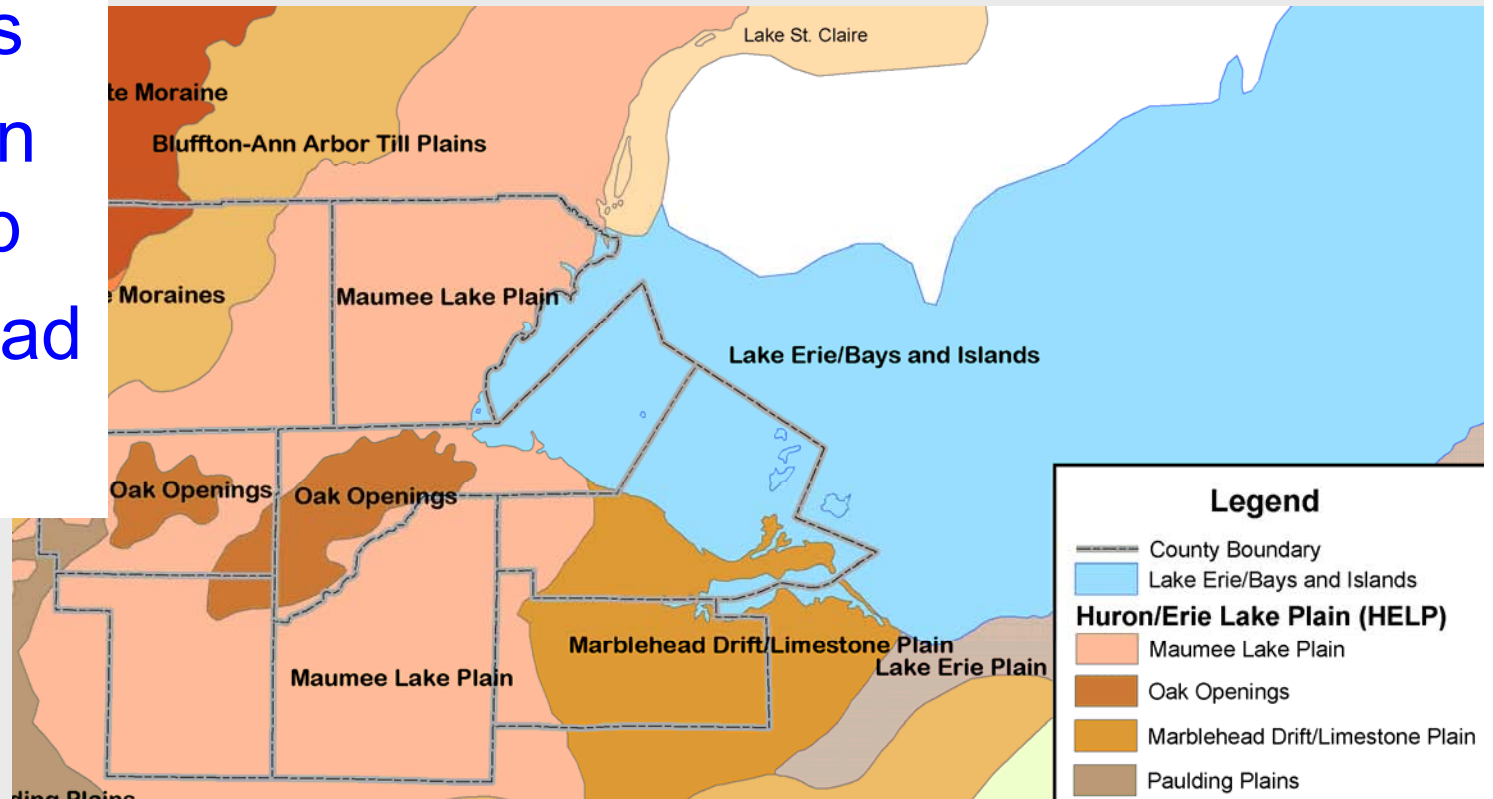 s
n
ad
Lake St. Claire
te Moraine
Bluffton-Ann Arbor Till Plains
Moraines
Maumee Lake Plain
Lake Erie/Bays and Islands
Oak Openings
Oak Openings
Marblehead Drift/Limestone Plain
Lake Erie Plain
Maumee Lake Plain
ding Plains
Legend
County Boundary
Lake Erie/Bays and Islands
Huron/Erie Lake Plain (HELP)
Maumee Lake Plain
Oak Openings
Marblehead Drift/Limestone Plain
Paulding Plains